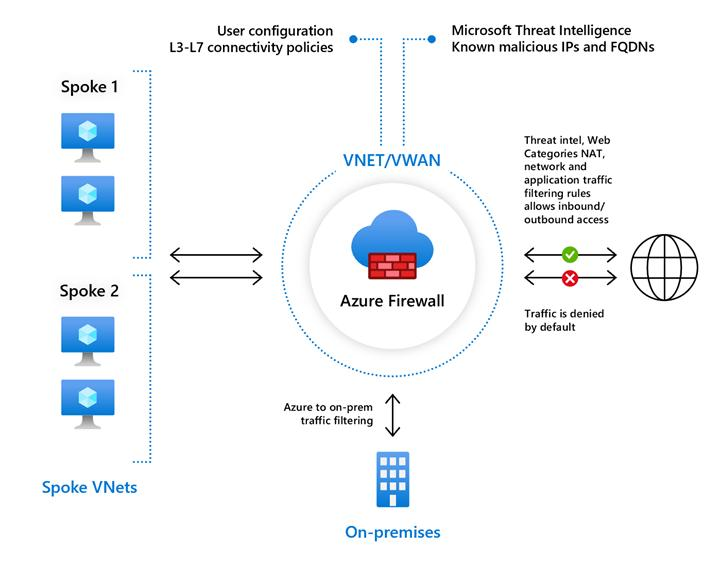 User configuration
L3-L7 connectivity policies
Microsoft Threat Intelligence
Known malicious IPs and FQDNs
Spoke 1
VNET/VWAN
Threat intel, Web
Categories NAT,
network and
application traffic
filtering rules
allows inbound/
outbound access
Spoke 2
Azure Firewall
Traffic is denied
by default
Azure to on-prem
traffic filtering
Spoke VNets
On-premises